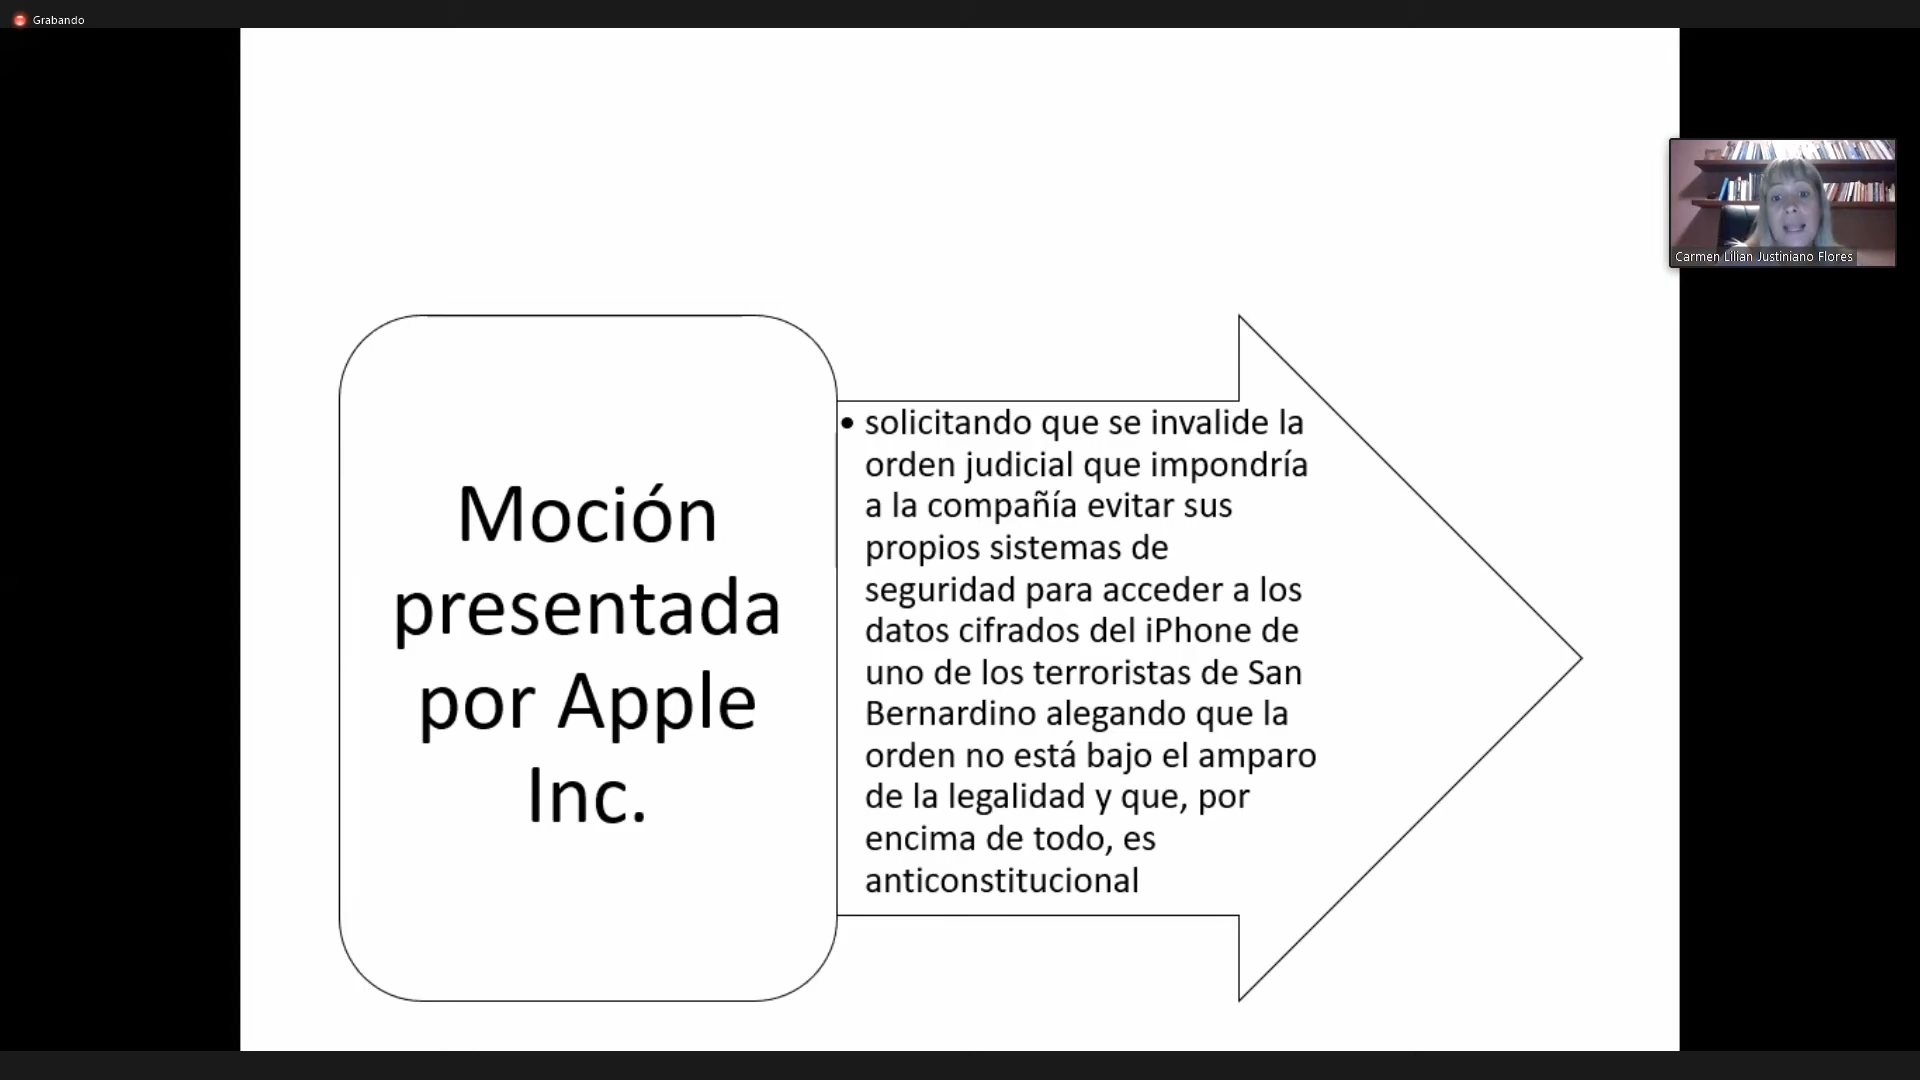 Grabando
Carmen Lilian Justiniano Flores
Moción
presentada
por Apple
Inc.
• solicitando que se invalide la
orden judicial que impondría
a la compañía evitar sus
propios sistemas de
seguridad para acceder a los
datos cifrados del iPhone de
uno de los terroristas de San
Bernardino alegando que la
orden no está bajo el amparo
de la legalidad y que, por
encima de todo, es
anticonstitucional